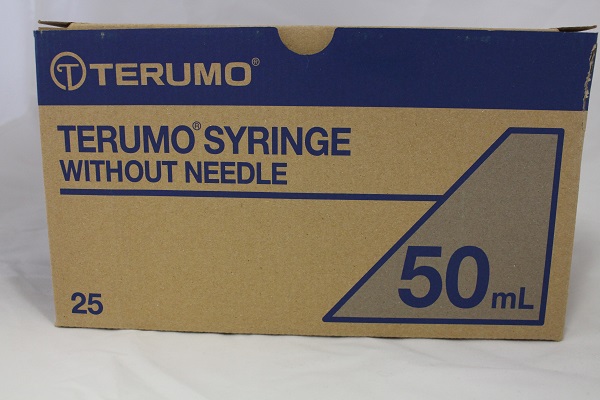 TERUMO®
TERUMO® SYRINGE
WITHOUT NEEDLE
50 mL
25